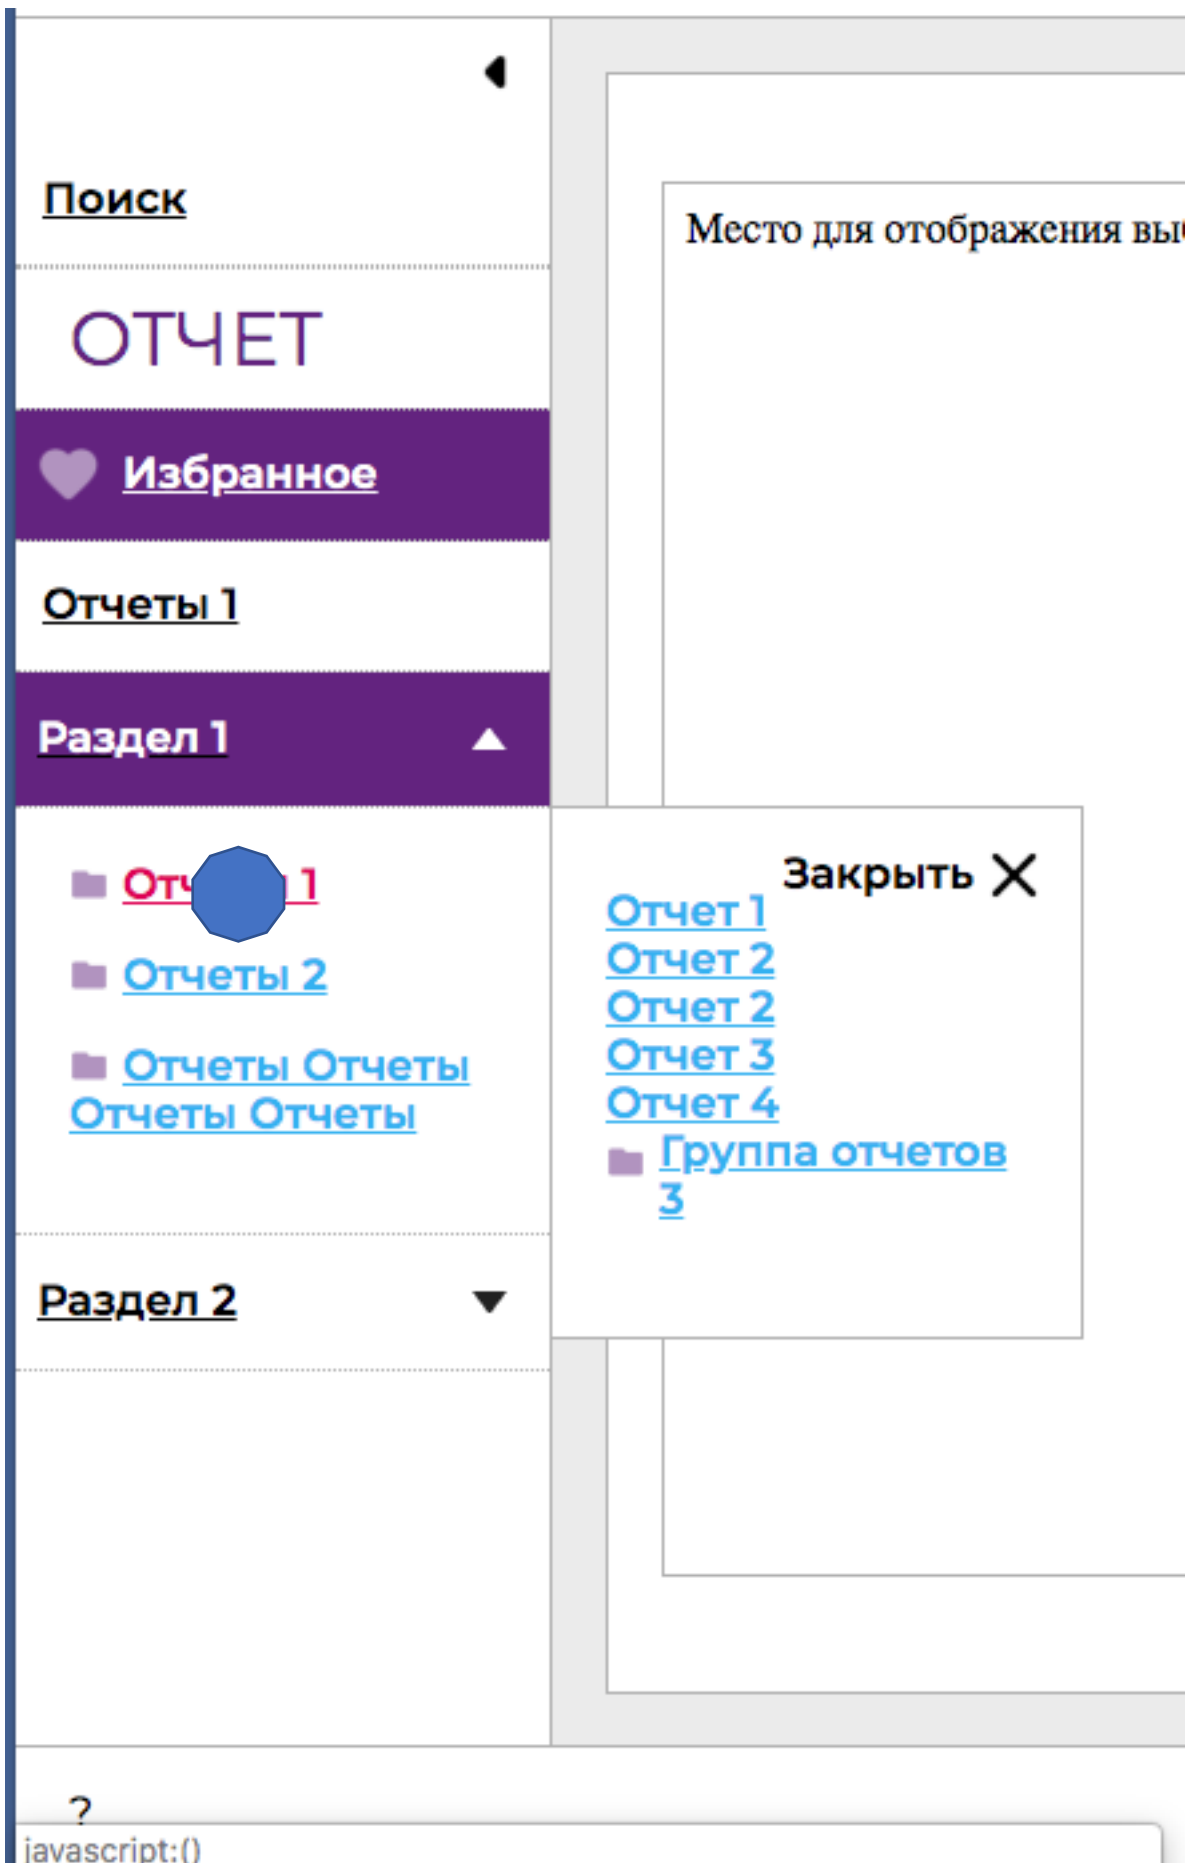 Поиск
Место для отображения
ОТЧЕТ
Избранное
Отчеты 1
Раздел 1
1
Отчеты 2
Отчеты Отчеты
Отчеты Отчеты
Закрыть
Отчет 1
Отчет 2
Отчет 2
Отчет 3
Отчет 4
Группа отчетов
3
Раздел 2
?
javascript:()